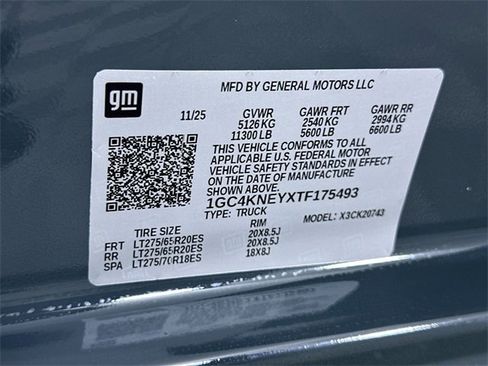 gm
MFD BY GENERAL MOTORS LLC
11/25 GVWR GAWR FRT GAWR RR
5126 KG 2540 KG 2994 KG
11300 LB 5600 LB 6600 LB
THIS VEHICLE CONFORMS TO ALL
APPLICABLE U.S. FEDERAL MOTOR
VEHICLE SAFETY STANDARDS IN
EFFECT ON THE DATE OF
MANUFACTURE SHOWN ABOVE.
1GC4KNEYXTF175493
TYPE: TRUCK MODEL: X3CK20743
TIRE SIZE RIM
FRT LT275/65R20ES 20X8.5J
RR LT275/65R20ES 20X8.5J
SPA LT275/70R18ES 18X8J